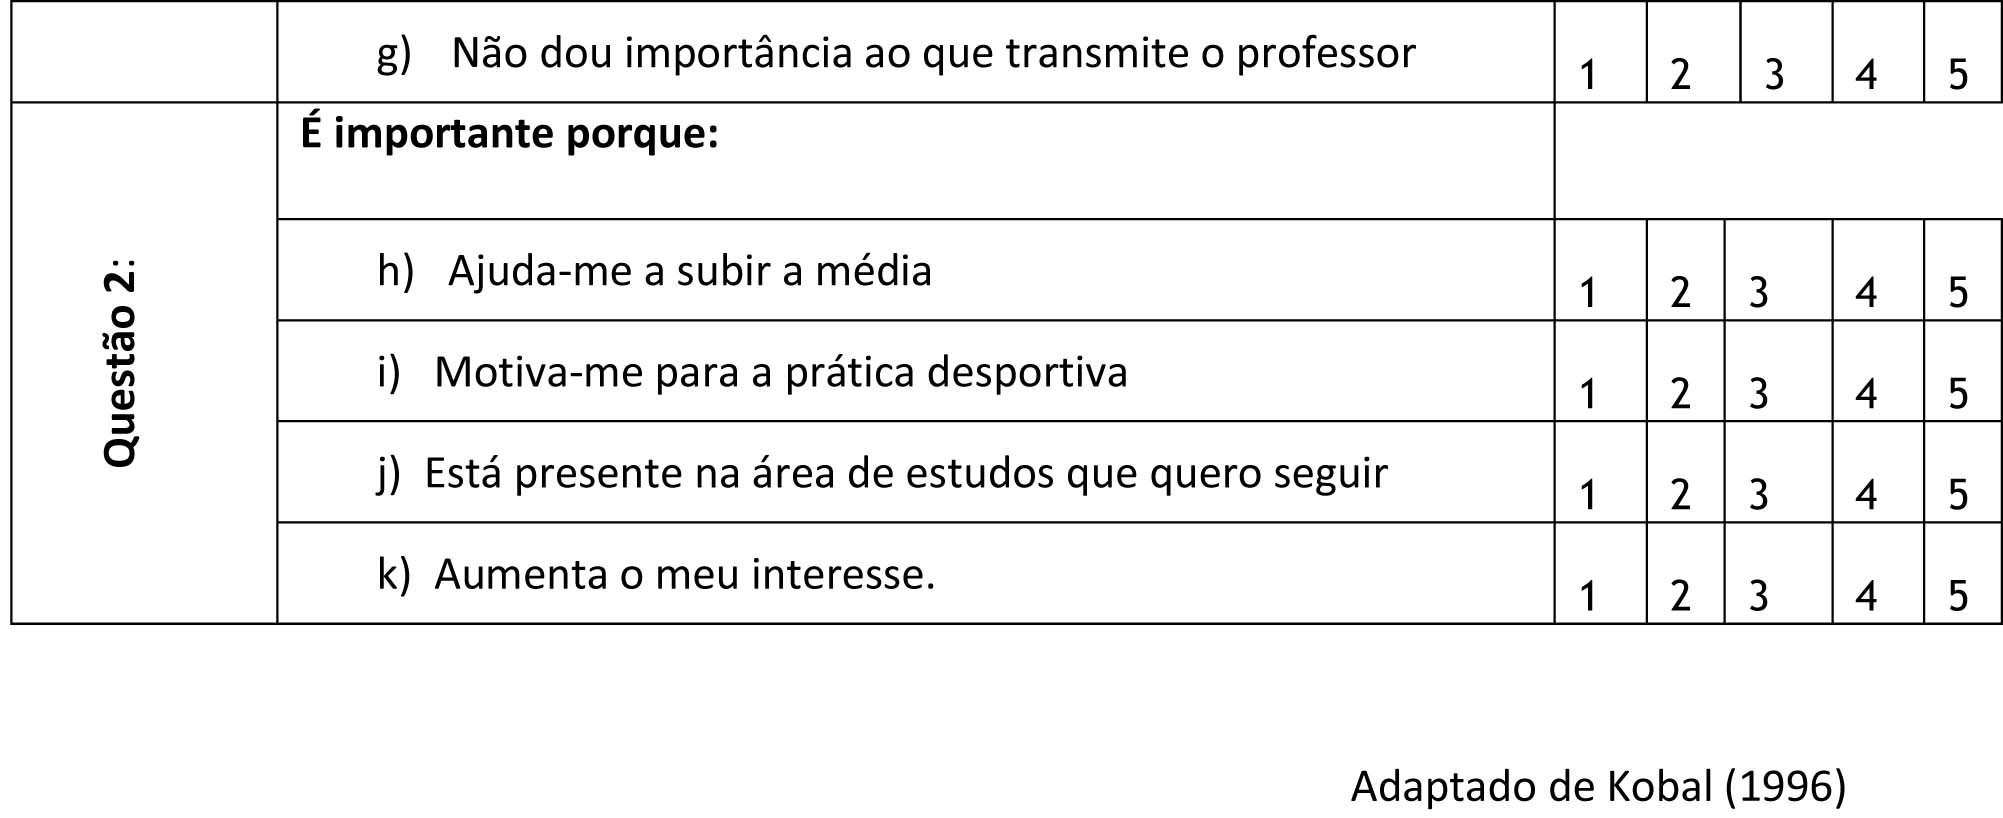 g) Não dou importância ao que transmite o professor 1 2 3 4 5
Questão 2:
É importante porque:
h) Ajuda-me a subir a média 1 2 3 4 5
i) Motiva-me para a prática desportiva 1 2 3 4 5
j) Está presente na área de estudos que quero seguir 1 2 3 4 5
k) Aumenta o meu interesse. 1 2 3 4 5
Adaptado de Kobal (1996)